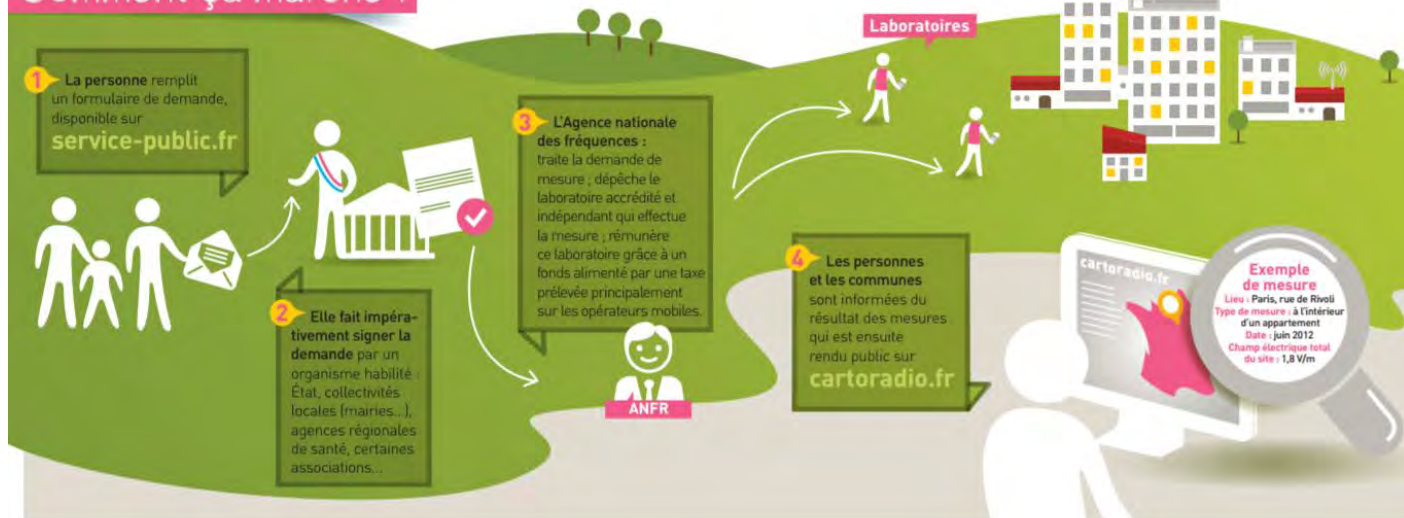 Comment ça marche ?
1 La personne remplit
un formulaire de demande,
disponible sur
service-public.fr
2 Elle fait impéra-
tivement signer la
demande par un
organisme habilité :
État, collectivités
locales (mairies...),
agences régionales
de santé, certaines
associations...
3 L'Agence nationale
des fréquences :
traite la demande de
mesure ; dépêche le
laboratoire accrédité et
indépendant qui effectue
la mesure ; rémunère
ce laboratoire grâce à un
fonds alimenté par une taxe
prélevée principalement
sur les opérateurs mobiles.
ANFR
Laboratoires
4 Les personnes
et les communes
sont informées du
résultat des mesures
qui est ensuite
rendu public sur
cartoradio.fr
cartoradio.fr
Exemple
de mesure
Lieu : Paris, rue de Rivoli
Type de mesure : à l'intérieur
d'un appartement
Date : juin 2012
Champ électrique total
du site : 1,8 V/m